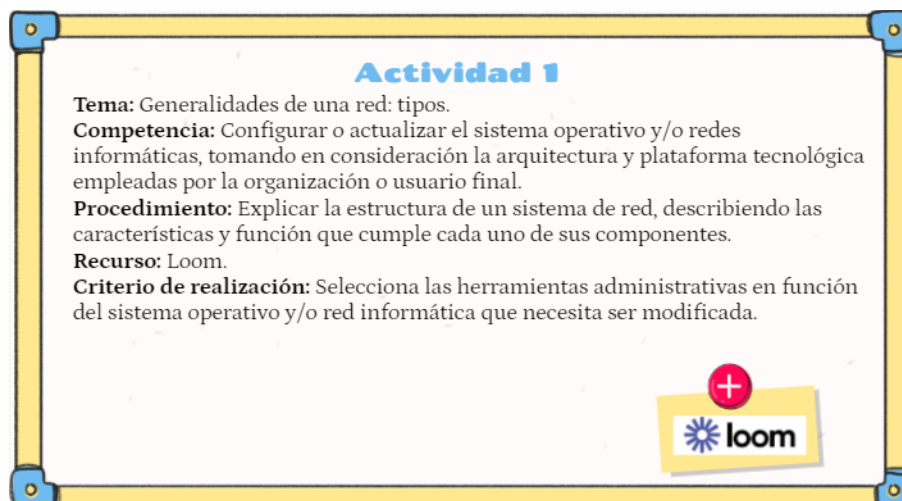 Actividad 1
Tema: Generalidades de una red: tipos.
Competencia: Configurar o actualizar el sistema operativo y/o redes
informáticas, tomando en consideración la arquitectura y plataforma tecnológica
empleadas por la organización o usuario final.
Procedimiento: Explicar la estructura de un sistema de red, describiendo las
características y función que cumple cada uno de sus componentes.
Recurso: Loom.
Criterio de realización: Selecciona las herramientas administrativas en función
del sistema operativo y/o red informática que necesita ser modificada.
loom